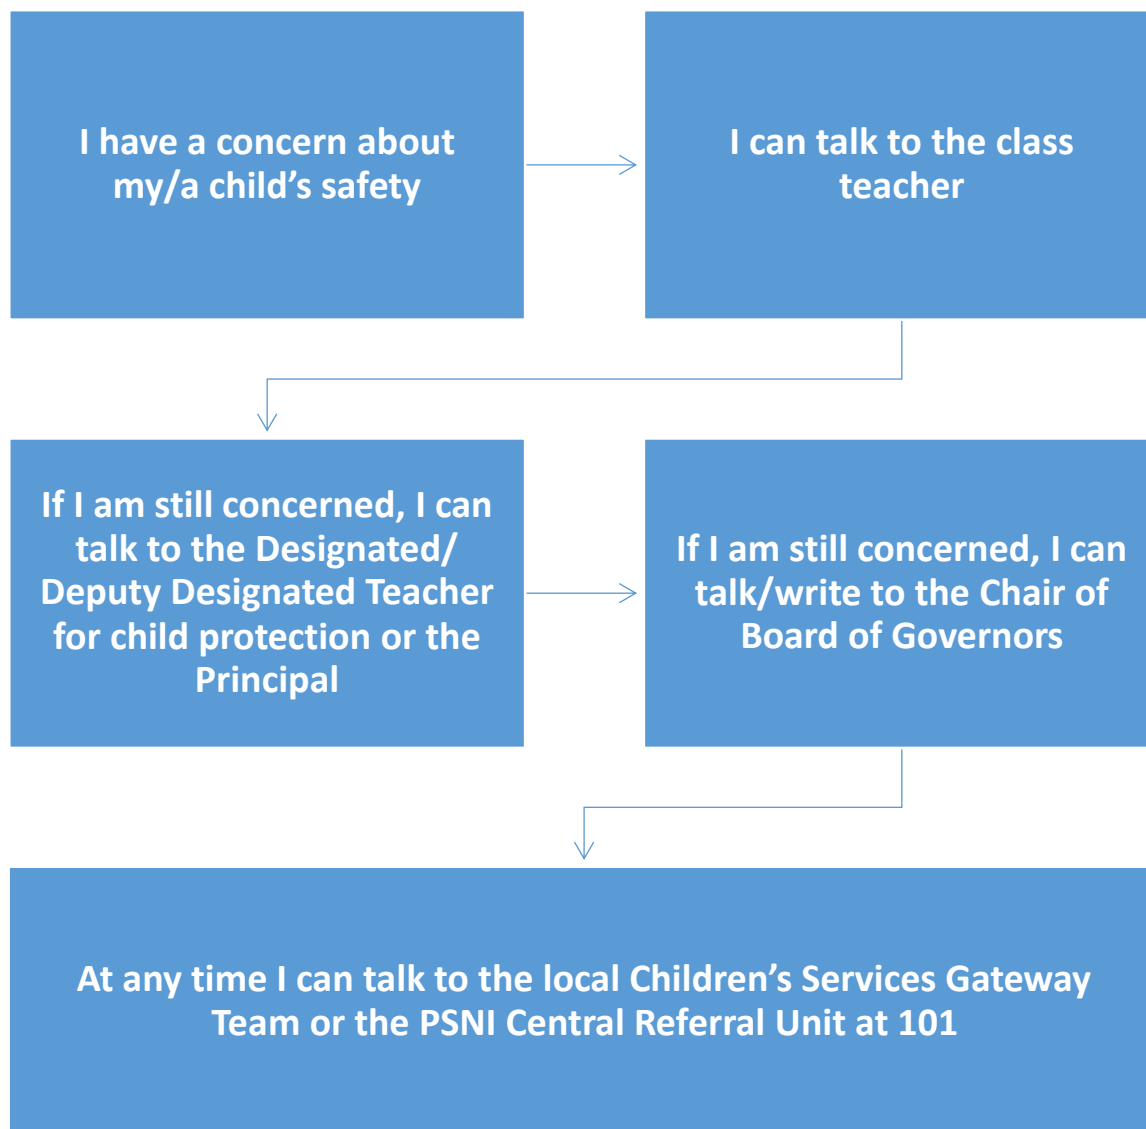 I have a concern about
my/a child’s safety
I can talk to the class
teacher
If I am still concerned, I can
talk to the Designated/
Deputy Designated Teacher
for child protection or the
Principal
If I am still concerned, I can
talk/write to the Chair of
Board of Governors
At any time I can talk to the local Children’s Services Gateway
Team or the PSNI Central Referral Unit at 101